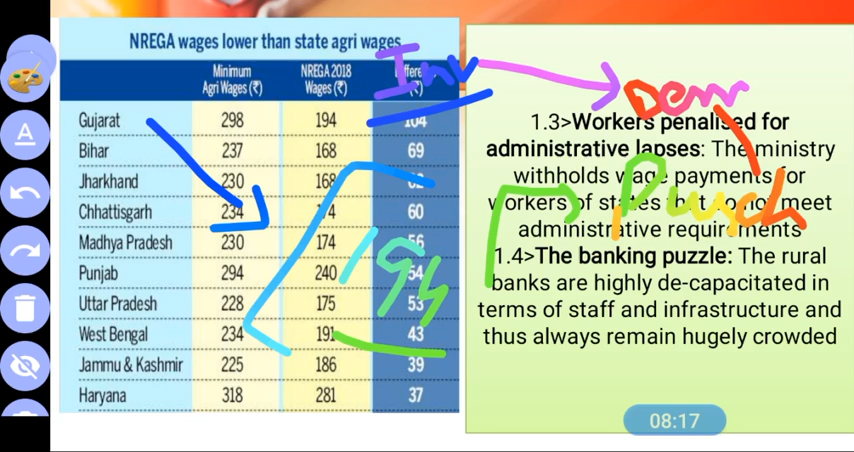 NREGA wages lower than state agri wages
Minimum Agri Wages (₹) NREGA 2018 Wages (₹) (₹)
Gujarat 298 194 104
Bihar 237 168 69
Jharkhand 230 168
Chhattisgarh 234 174 60
Madhya Pradesh 230 174 56
Punjab 294 240 54
Uttar Pradesh 228 175 53
West Bengal 234 191 43
Jammu & Kashmir 225 186 39
Haryana 318 281 37
Inv
Dem
1.3>Workers penalised for
administrative lapses: The ministry
withholds wage payments for
workers of states that do not meet
administrative requirements
1.4>The banking puzzle: The rural
banks are highly de-capacitated in
terms of staff and infrastructure and
thus always remain hugely crowded
08:17
A